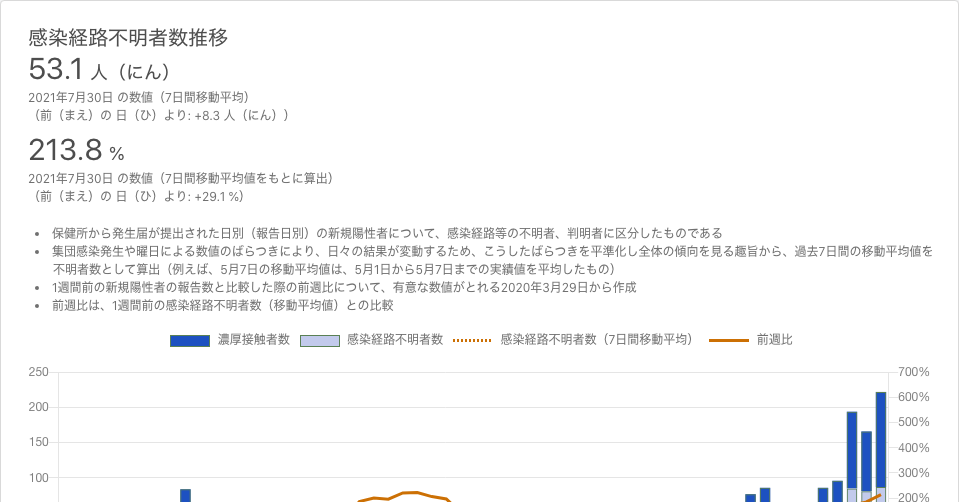 感染経路不明者数推移
53.1 人（にん）
2021年7月30日 の数値（7日間移動平均）
（前（まえ）の 日（ひ）より: +8.3 人（にん））
213.8 %
2021年7月30日 の数値（7日間移動平均値をもとに算出）
（前（まえ）の 日（ひ）より: +29.1 %）
• 保健所から発生届が提出された日別（報告日別）の新規陽性者について、感染経路等の不明者、判明者に区分したものである
• 集団感染発生や曜日による数値のばらつきにより、日々の結果が変動するため、こうしたばらつきを平準化し全体の傾向を見る趣旨から、過去7日間の移動平均値を
不明者数として算出（例えば、5月7日の移動平均値は、5月1日から5月7日までの実績値を平均したもの）
• 1週間前の新規陽性者の報告数と比較した際の前週比について、有意な数値がとれる2020年3月29日から作成
• 前週比は、1週間前の感染経路不明者数（移動平均値）との比較
濃厚接触者数 感染経路不明者数 感染経路不明者数（7日間移動平均） 前週比
250 700%
600%
200
500%
150
400%
300%
100
200%